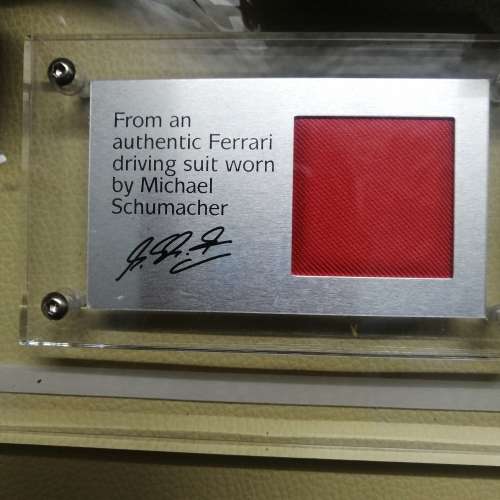 From an
authentic Ferrari
driving suit worn
by Michael
Schumacher